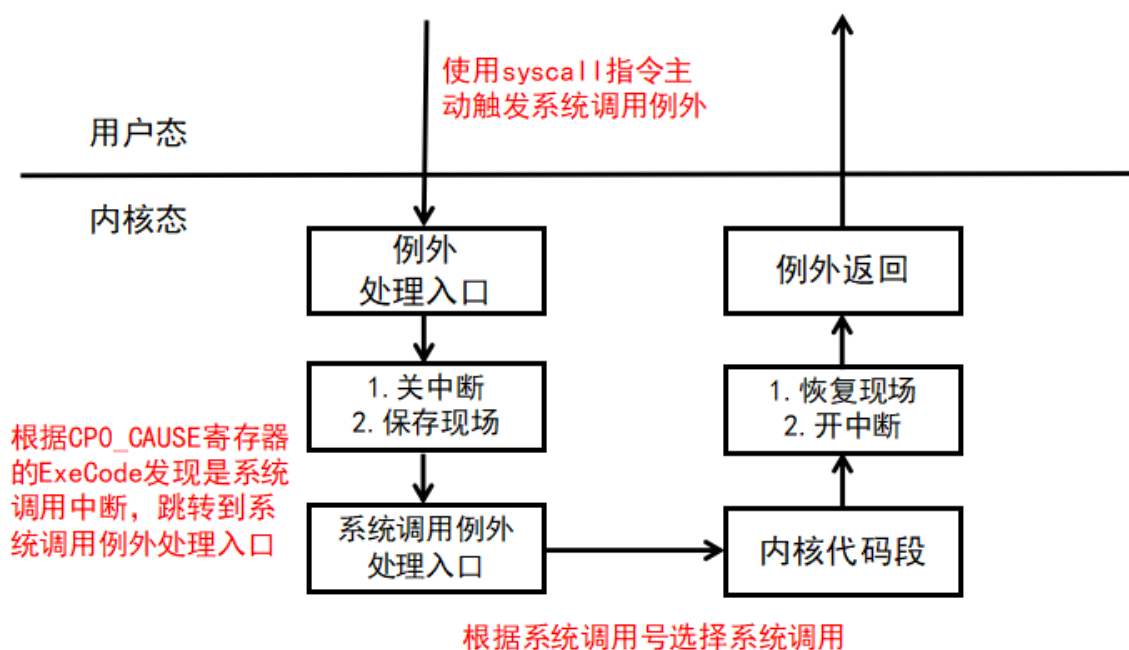 使用syscall指令主
动触发系统调用例外
用户态
内核态
例外
处理入口
例外返回
1. 关中断
2. 保存现场
1. 恢复现场
2. 开中断
根据CP0_CAUSE寄存器
的ExeCode发现是系统
调用中断，跳转到系
统调用例外处理入口
系统调用例外
处理入口
内核代码段
根据系统调用号选择系统调用